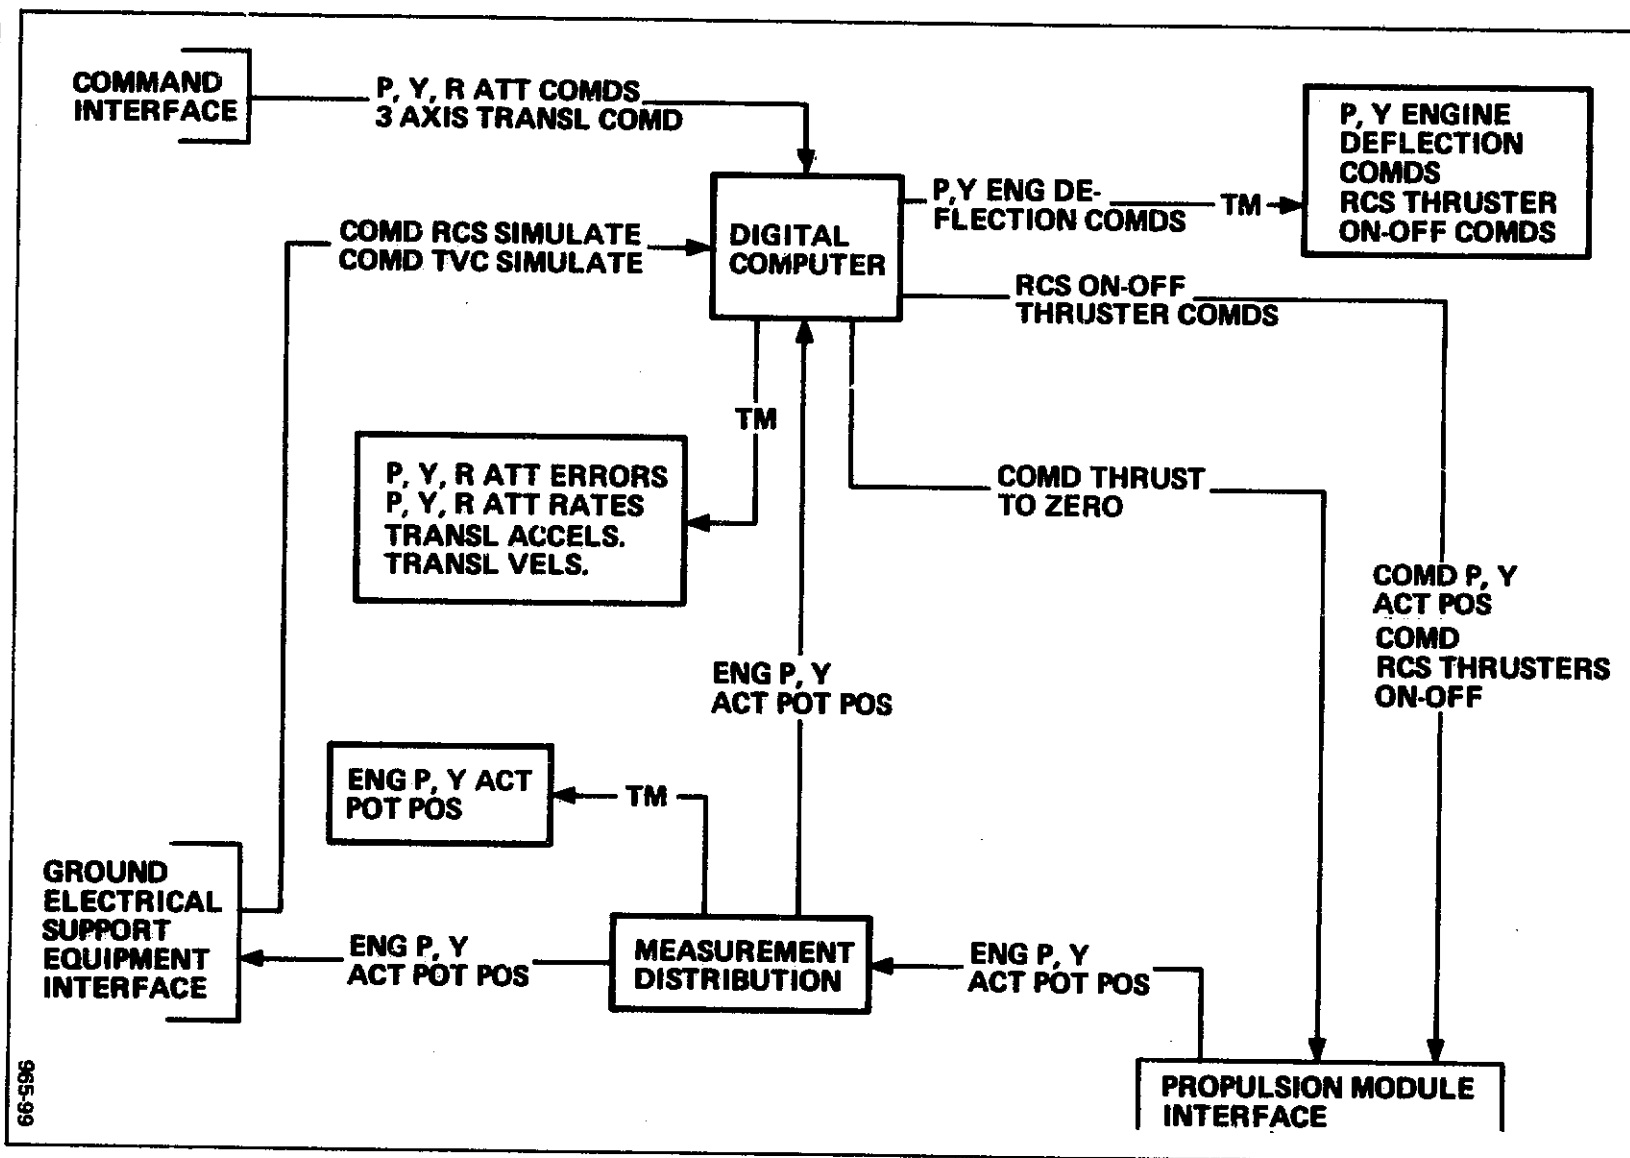 COMMAND
INTERFACE
P, Y, R ATT COMDS
3 AXIS TRANSL COMD
P, Y ENGINE
DEFLECTION
COMDS
RCS THRUSTER
ON-OFF COMDS
P,Y ENG DE-
FLECTION COMDS
TM
COMD RCS SIMULATE
COMD TVC SIMULATE
DIGITAL
COMPUTER
RCS ON-OFF
THRUSTER COMDS
TM
P, Y, R ATT ERRORS
P, Y, R ATT RATES
TRANSL ACCELS.
TRANSL VELS.
COMD THRUST
TO ZERO
COMD P, Y
ACT POS
COMD
RCS THRUSTERS
ON-OFF
ENG P, Y
ACT POT POS
ENG P, Y ACT
POT POS
TM
GROUND
ELECTRICAL
SUPPORT
EQUIPMENT
INTERFACE
ENG P, Y
ACT POT POS
MEASUREMENT
DISTRIBUTION
ENG P, Y
ACT POT POS
PROPULSION MODULE
INTERFACE
965-99